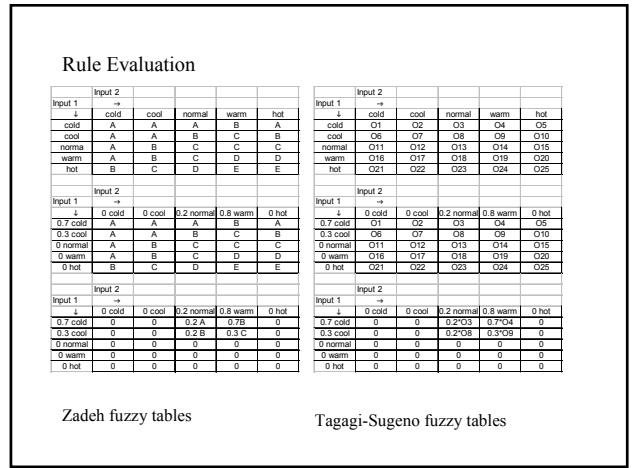 Rule Evaluation
Input 2
Input 1 →
↓ cold cool normal warm hot
cold A A A B A
cool A A B C B
norma A B C C C
warm A B C D D
hot B C D E E
Input 2
Input 1 →
↓ 0 cold 0 cool 0.2 normal 0.8 warm 0 hot
0.7 cold A A A B A
0.3 cool A A B C B
0 normal A B C C C
0 warm A B C D D
0 hot B C D E E
Input 2
Input 1 →
↓ 0 cold 0 cool 0.2 normal 0.8 warm 0 hot
0.7 cold 0 0 0.2 A 0.7B 0
0.3 cool 0 0 0.2 B 0.3 C 0
0 normal 0 0 0 0 0
0 warm 0 0 0 0 0
0 hot 0 0 0 0 0
Zadeh fuzzy tables
Input 2
Input 1 →
↓ cold cool normal warm hot
cold O1 O2 O3 O4 O5
cool O6 O7 O8 O9 O10
normal O11 O12 O13 O14 O15
warm O16 O17 O18 O19 O20
hot O21 O22 O23 O24 O25
Input 2
Input 1 →
↓ 0 cold 0 cool 0.2 normal 0.8 warm 0 hot
0.7 cold O1 O2 O3 O4 O5
0.3 cool O6 O7 O8 O9 O10
0 normal O11 O12 O13 O14 O15
0 warm O16 O17 O18 O19 O20
0 hot O21 O22 O23 O24 O25
Input 2
Input 1 →
↓ 0 cold 0 cool 0.2 normal 0.8 warm 0 hot
0.7 cold 0 0 0.2*O3 0.7*O4 0
0.3 cool 0 0 0.2*O8 0.3*O9 0
0 normal 0 0 0 0 0
0 warm 0 0 0 0 0
0 hot 0 0 0 0 0
Tagagi-Sugeno fuzzy tables